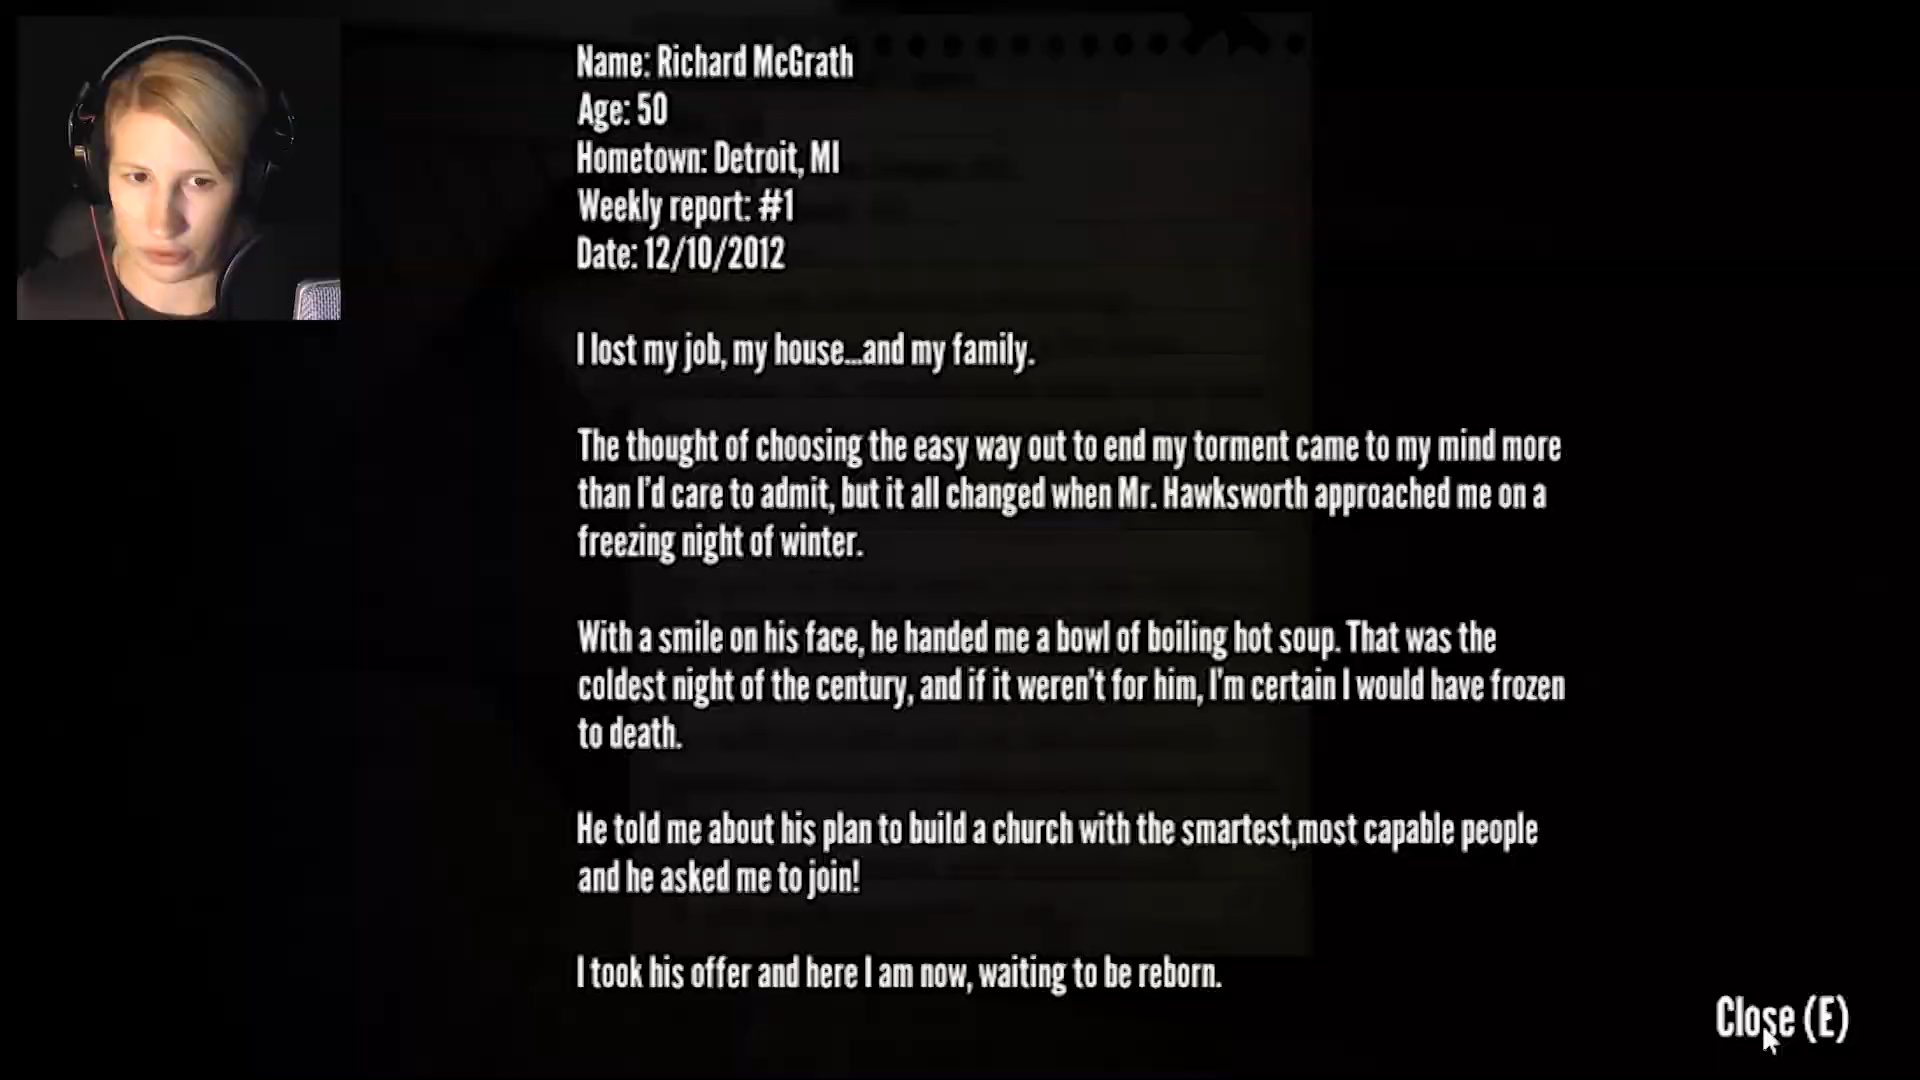 Name: Richard McGrath
Age: 50
Hometown: Detroit, MI
Weekly report: #1
Date: 12/10/2012
I lost my job, my house...and my family.
The thought of choosing the easy way out to end my torment came to my mind more
than I'd care to admit, but it all changed when Mr. Hawksworth approached me on a
freezing night of winter.
With a smile on his face, he handed me a bowl of boiling hot soup. That was the
coldest night of the century, and if it weren't for him, I'm certain I would have frozen
to death.
He told me about his plan to build a church with the smartest,most capable people
and he asked me to join!
I took his offer and here I am now, waiting to be reborn.
Close (E)